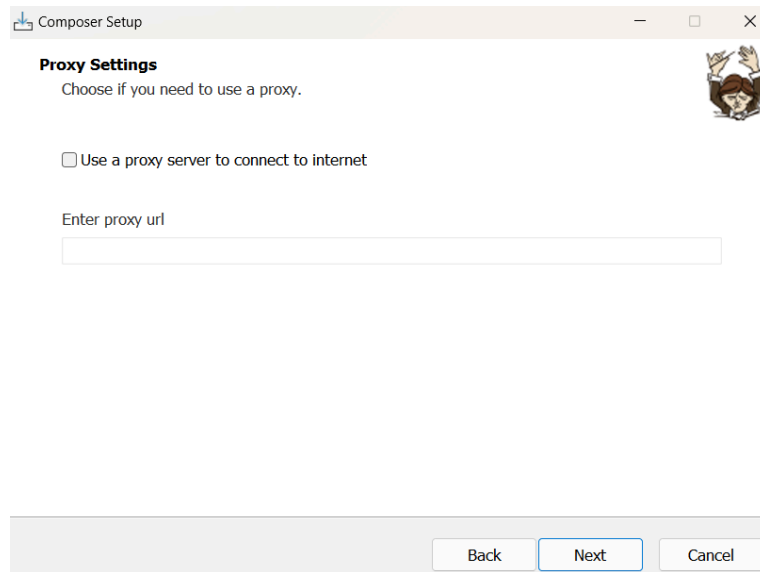 Composer Setup
Proxy Settings
Choose if you need to use a proxy.
Use a proxy server to connect to internet
Enter proxy url
Back
Next
Cancel